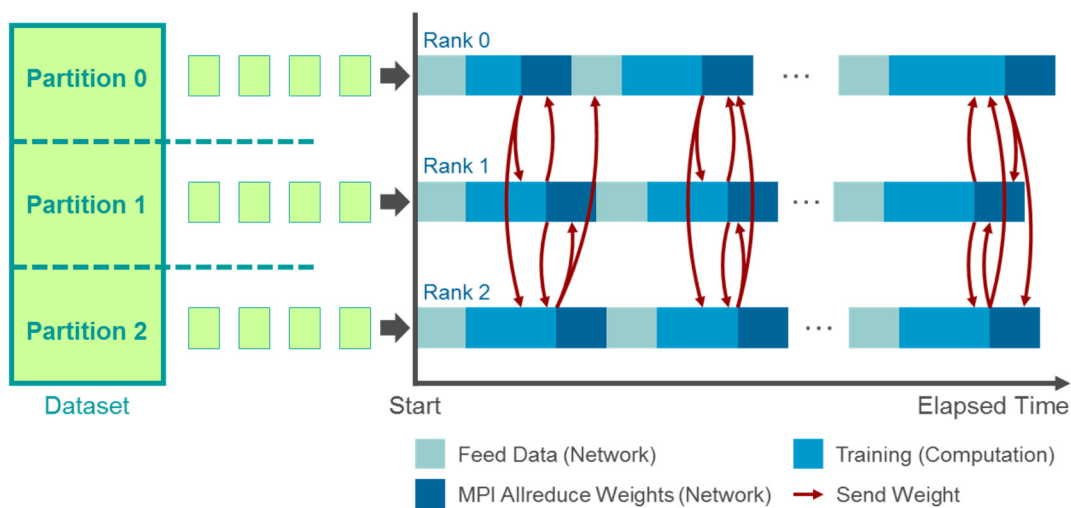 Partition 0
Partition 1
Partition 2
Dataset
Rank 0
...
Rank 1
...
Rank 2
...
Start
Elapsed Time
Feed Data (Network)
Training (Computation)
MPI Allreduce Weights (Network)
Send Weight